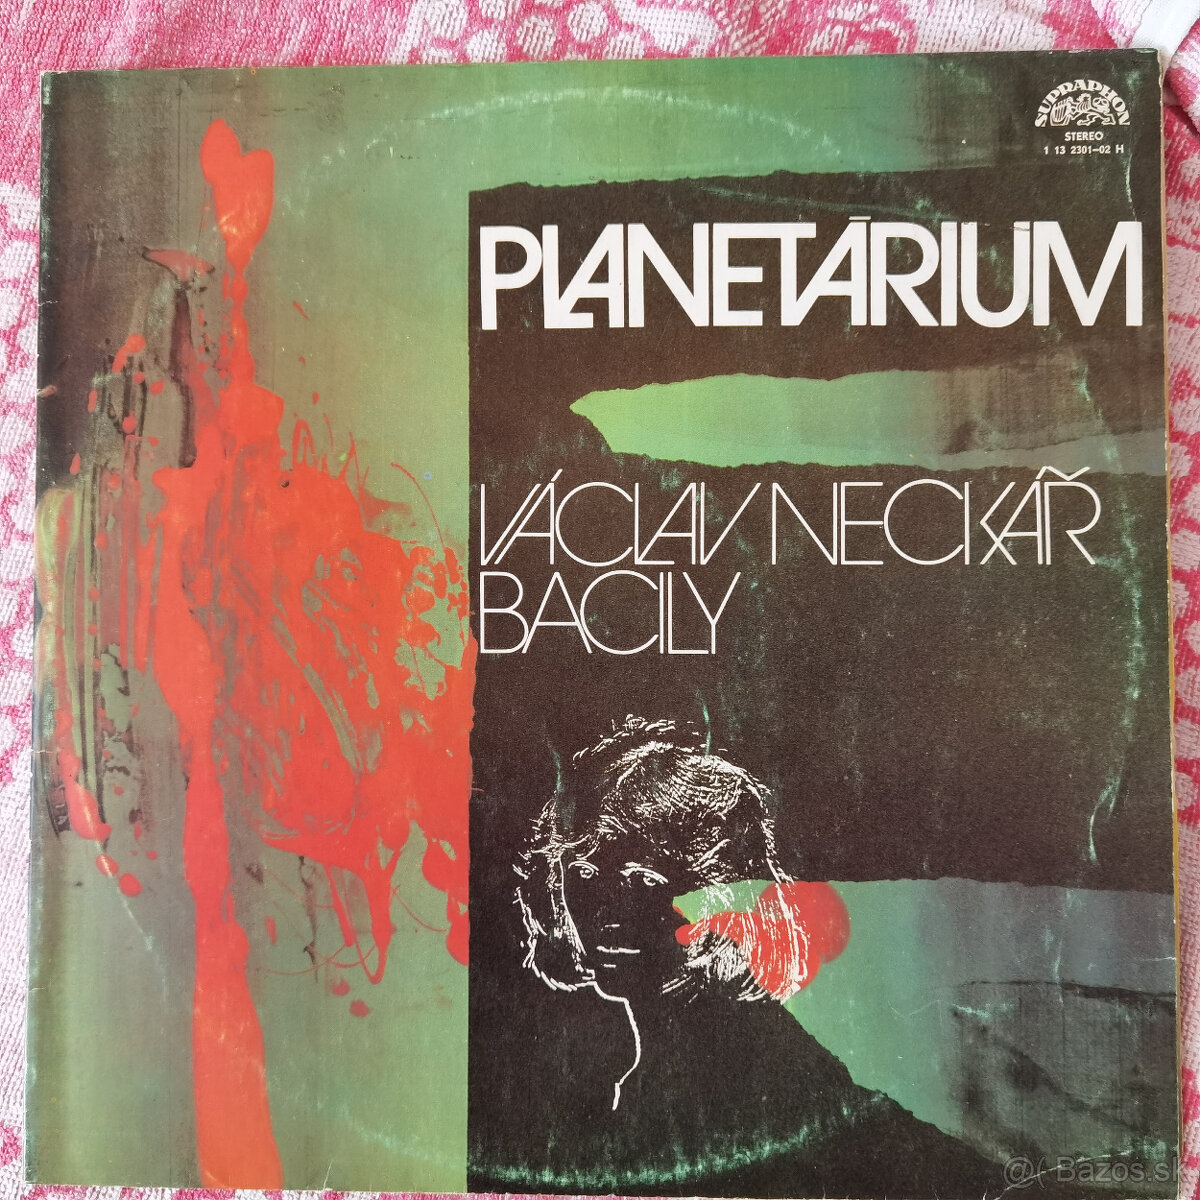 SUPRAPHON
STEREO
1 13 2301-02 H
PLANETÁRIUM
VÁCLAV NECKÁŘ
BACILY
@ Bazos.sk